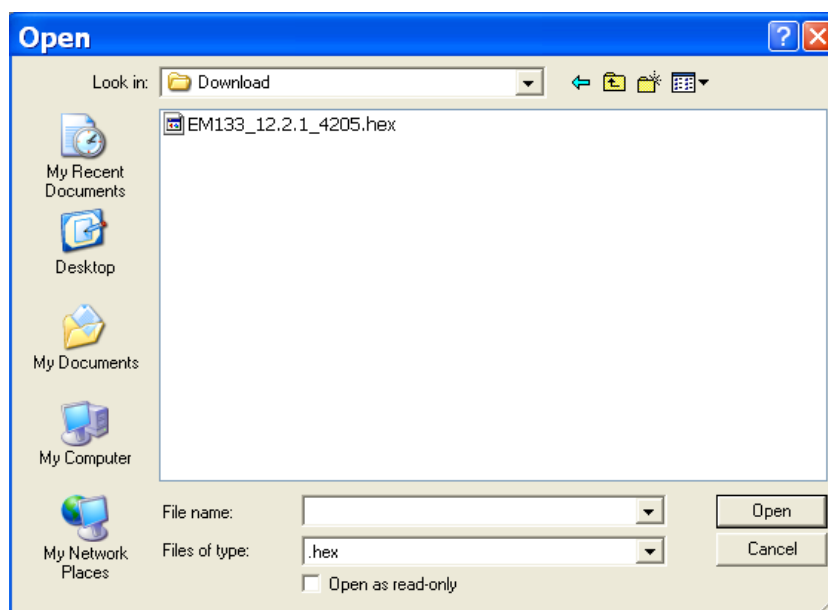 Open
Look in:
Download
EM133_12.2.1_4205.hex
My Recent
Documents
Desktop
My Documents
My Computer
My Network
Places
File name:
Open
Files of type:
.hex
Cancel
Open as read-only